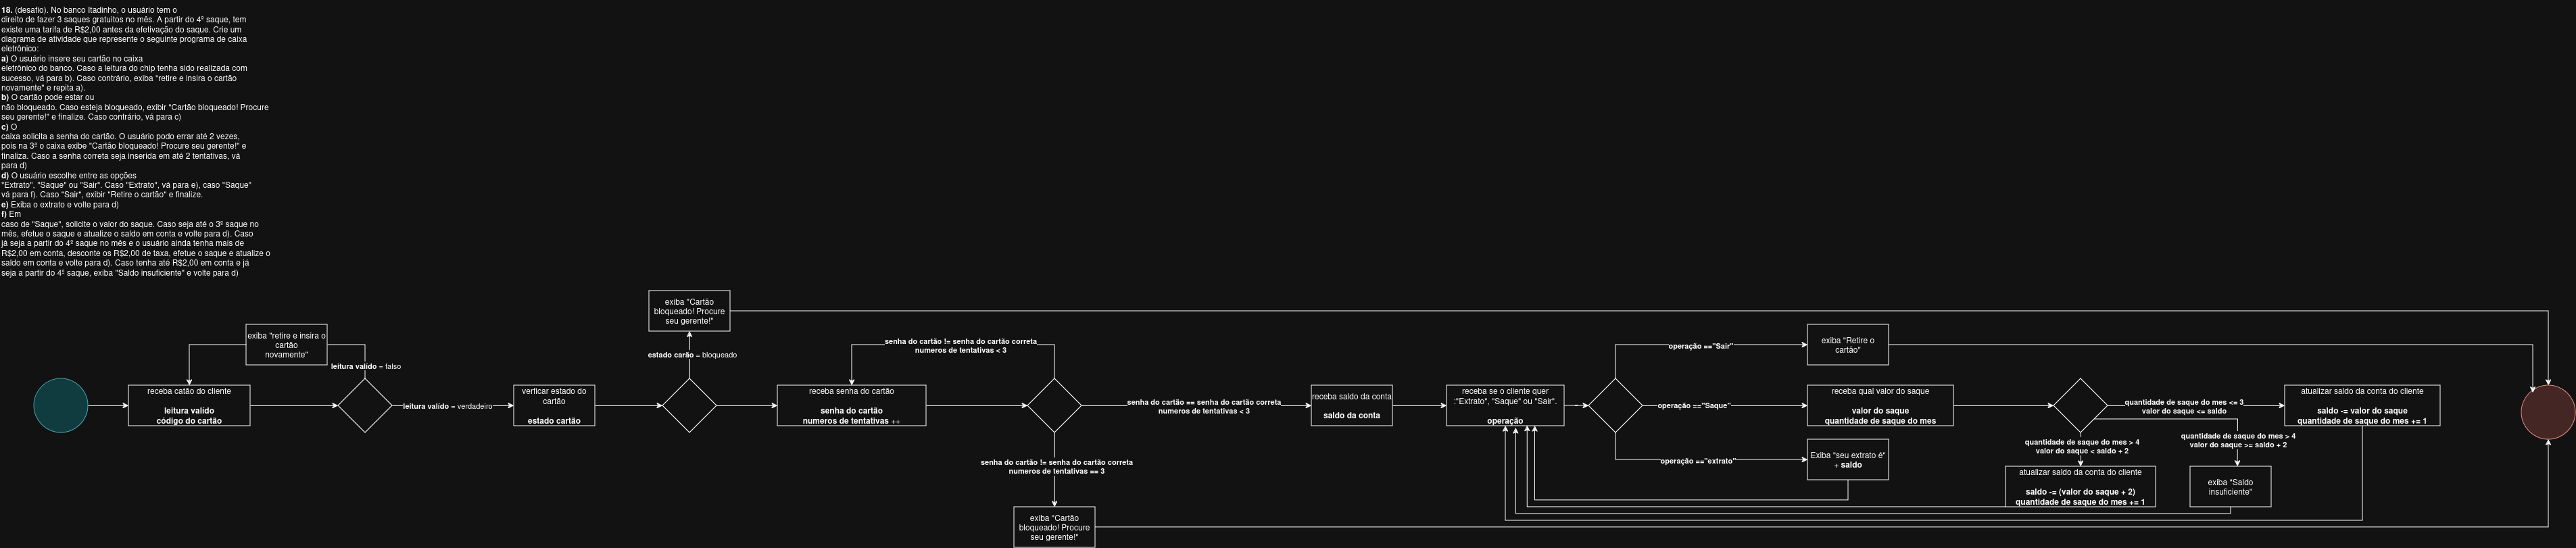 18. (desafio). No banco Itadinho, o usuário tem o
direito de fazer 3 saques gratuitos no mês. A partir do 4º saque, tem
existe uma tarifa de R$2,00 antes da efetivação do saque. Crie um
diagrama de atividade que represente o seguinte programa de caixa
eletrônico:
a) O usuário insere seu cartão no caixa
eletrônico do banco. Caso a leitura do chip tenha sido realizada com
sucesso, vá para b). Caso contrário, exiba "retire e insira o cartão
novamente" e repita a).
b) O cartão pode estar ou
não bloqueado. Caso esteja bloqueado, exibir "Cartão bloqueado! Procure
seu gerente!" e finalize. Caso contrário, vá para c)
c) O
caixa solicita a senha do cartão. O usuário podo errar até 2 vezes,
pois na 3ª o caixa exibe "Cartão bloqueado! Procure seu gerente!" e
finaliza. Caso a senha correta seja inserida em até 2 tentativas, vá
para d)
d) O usuário escolhe entre as opções
"Extrato", "Saque" ou "Sair". Caso "Extrato", vá para e), caso "Saque"
vá para f). Caso "Sair", exibir "Retire o cartão" e finalize.
e) Exiba o extrato e volte para d)
f) Em
caso de "Saque", solicite o valor do saque. Caso seja até o 3º saque no
mês, efetue o saque e atualize o saldo em conta e volte para d). Caso
já seja a partir do 4º saque no mês e o usuário ainda tenha mais de
R$2,00 em conta, desconte os R$2,00 de taxa, efetue o saque e atualize o
saldo em conta e volte para d). Caso tenha até R$2,00 em conta e já
seja a partir do 4º saque, exiba "Saldo insuficiente" e volte para d)
receba catão do cliente
leitura valído
código do cartão
exiba "retire e insira o
cartão
novamente"
leitura valído = falso
leitura valído = verdadeiro
verficar estado do
cartão
estado cartão
estado carão = bloqueado
exiba "Cartão
bloqueado! Procure
seu gerente!"
receba senha do cartão
senha do cartão
numeros de tentativas ++
senha do cartão != senha do cartão correta
numeros de tentativas < 3
senha do cartão != senha do cartão correta
numeros de tentativas == 3
exiba "Cartão
bloqueado! Procure
seu gerente!"
senha do cartão == senha do cartão correta
numeros de tentativas < 3
receba saldo da conta
saldo da conta
receba se o cliente quer
:"Extrato", "Saque" ou "Sair".
operação
operação =="Sair"
exiba "Retire o
cartão"
operação =="Saque"
receba qual valor do saque
valor do saque
quantidade de saque do mes
operação =="extrato"
Exiba "seu extrato é"
+ saldo
quantidade de saque do mes <= 3
valor do saque <= saldo
atualizar saldo da conta do cliente
saldo -= valor do saque
quantidade de saque do mes += 1
quantidade de saque do mes > 4
valor do saque < saldo + 2
atualizar saldo da conta do cliente
saldo -= (valor do saque + 2)
quantidade de saque do mes += 1
quantidade de saque do mes > 4
valor do saque >= saldo + 2
exiba "Saldo
insuficiente"